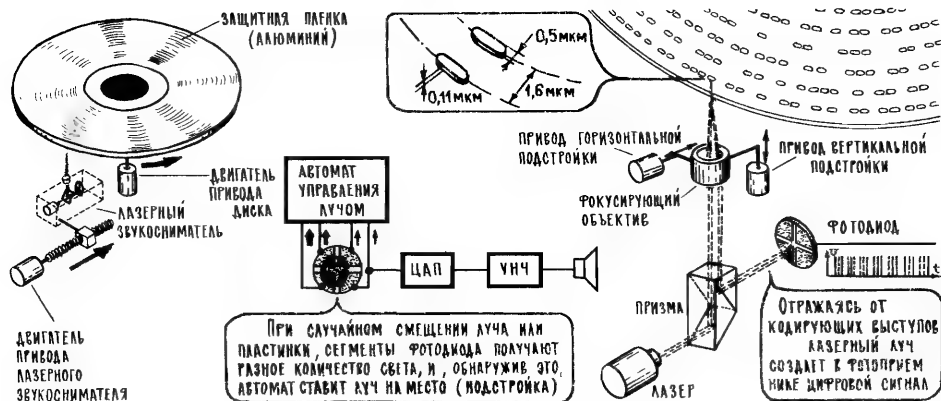 ЗАЩИТНАЯ ПЛЕНКА
(АЛЮМИНИЙ)
ДВИГАТЕЛЬ
ПРИВОДА
ДИСКА
ЛАЗЕРНЫЙ
ЗВУКОСНИМАТЕЛЬ
ДВИГАТЕЛЬ
ПРИВОДА
ЛАЗЕРНОГО
ЗВУКОСНИМАТЕЛЯ
АВТОМАТ
УПРАВЛЕНИЯ
ЛУЧОМ
ЦАП
УНЧ
ПРИ СЛУЧАЙНОМ СМЕЩЕНИИ ЛУЧА ИЛИ
ПЛАСТИНКИ, СЕГМЕНТЫ ФОТОДИОДА ПОЛУЧАЮТ
РАЗНОЕ КОЛИЧЕСТВО СВЕТА, И, ОБНАРУЖИВ ЭТО,
АВТОМАТ СТАВИТ ЛУЧ НА МЕСТО (ПОДСТРОЙКА)
0,5мкм
0,11мкм
1,6мкм
ПРИВОД ГОРИЗОНТАЛЬНОЙ
ПОДСТРОЙКИ
ПРИВОД ВЕРТИКАЛЬНОЙ
ПОДСТРОЙКИ
ФОКУСИРУЮЩИЙ
ОБЪЕКТИВ
ФОТОДИОД
U
t
ПРИЗМА
ЛАЗЕР
ОТРАЖАЯСЬ ОТ
КОДИРУЮЩИХ ВЫСТУПОВ
ЛАЗЕРНЫЙ ЛУЧ
СОЗДАЕТ В ФОТОПРИЕМ
НИКЕ ЦИФРОВОЙ СИГНАЛ